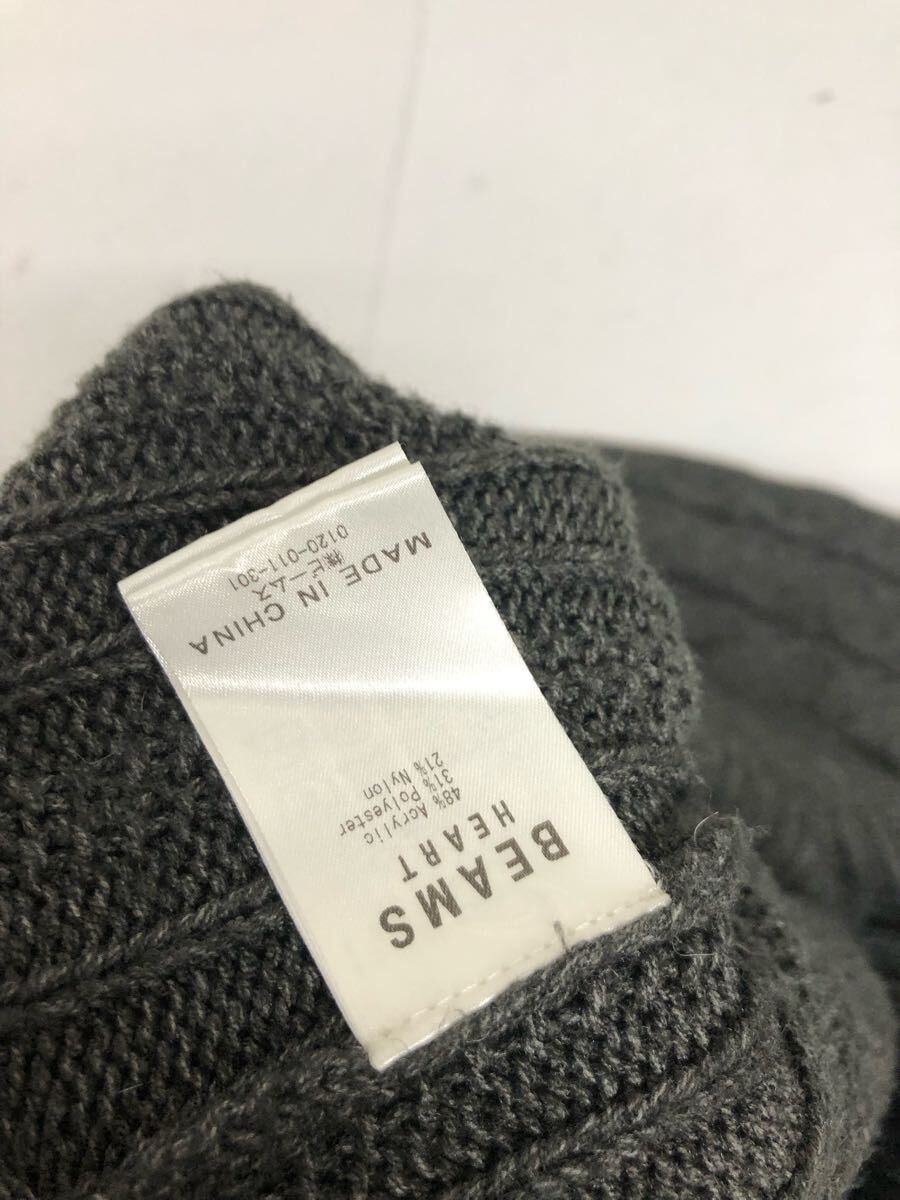 BEAMS
HEART
48% Acrylic
31% Polyester
21% Nylon
MADE IN CHINA
㈱ビームス
0120-011-301